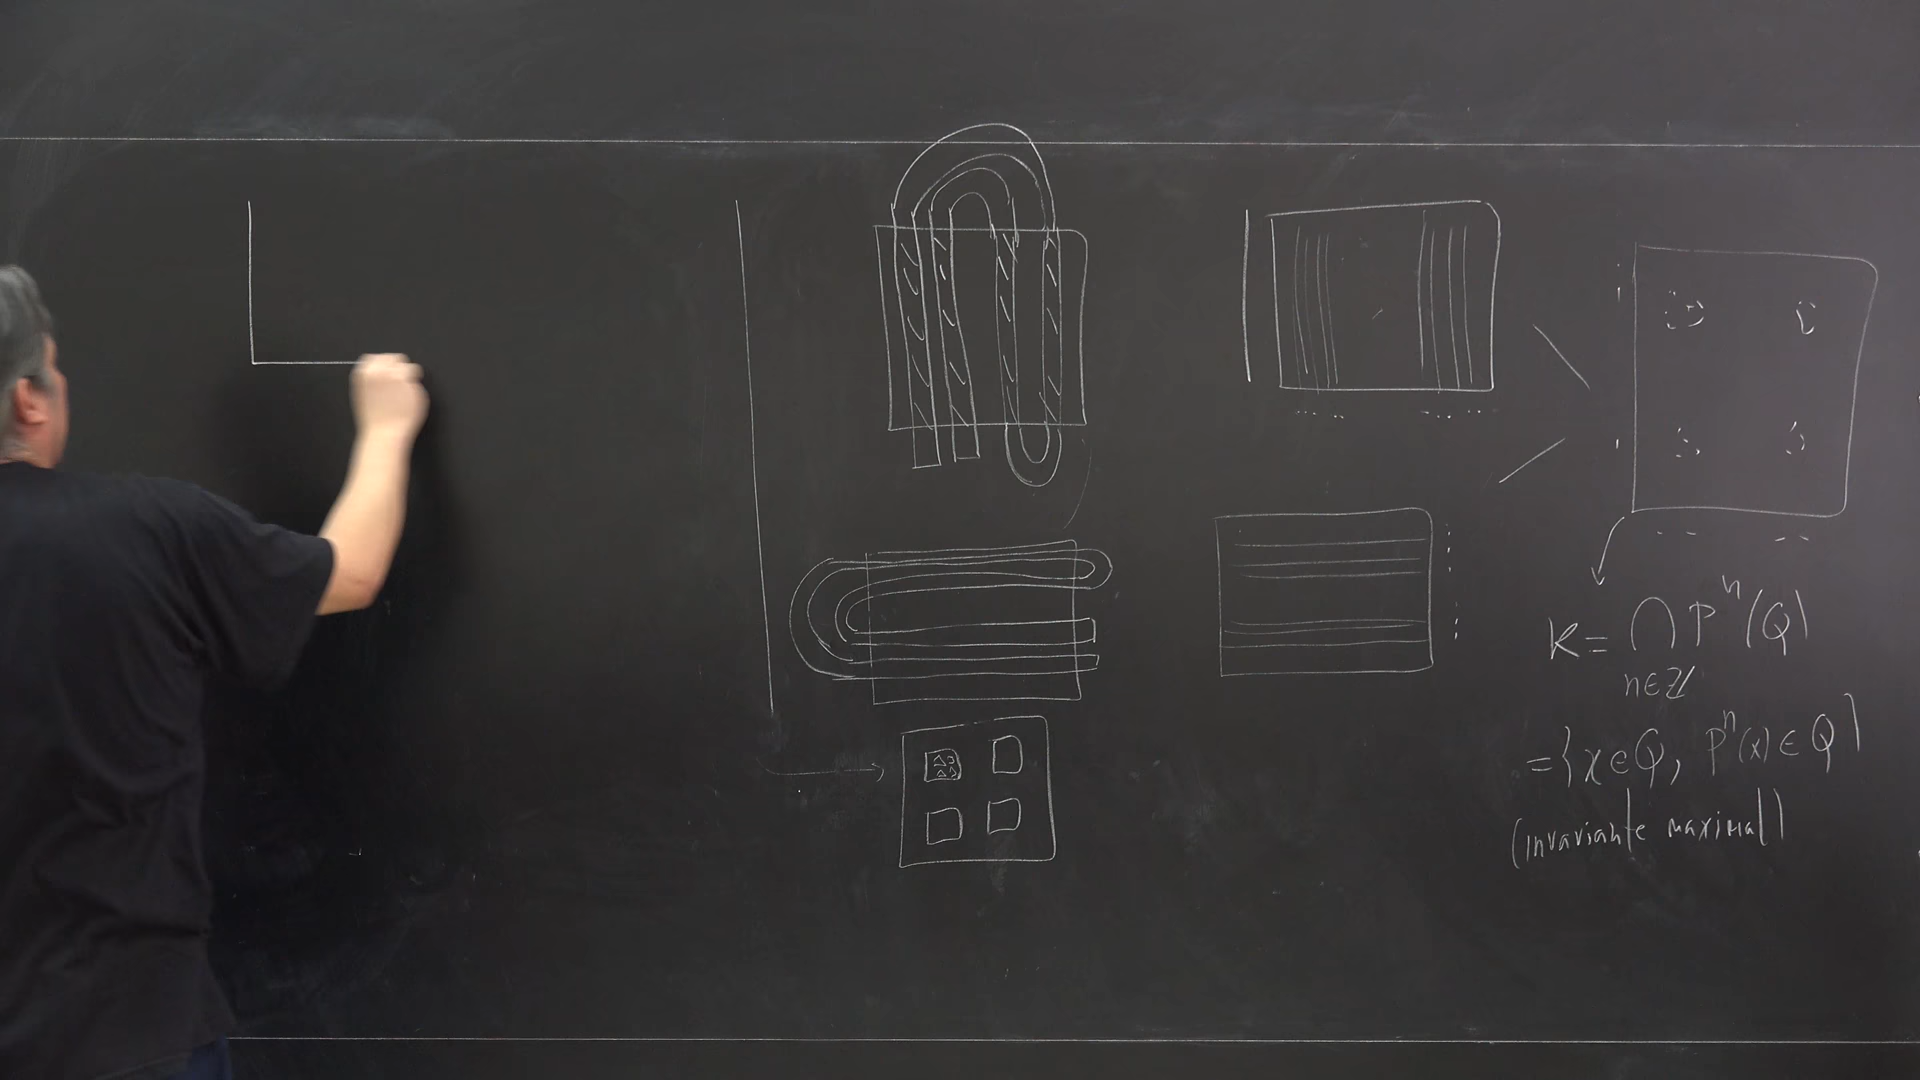 K = ⋂ P^n(Q)
n∈ℤ
= {x ∈ Q, P^n(x) ∈ Q}
(invariante maximal)